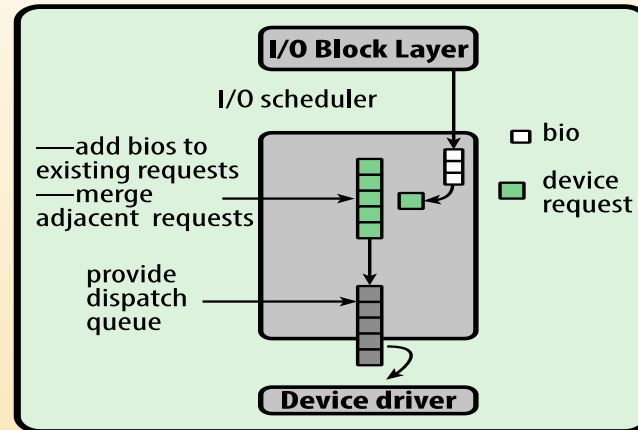 I/O Block Layer
I/O scheduler
—add bios to
existing requests
—merge
adjacent requests
bio
device
request
provide
dispatch
queue
Device driver